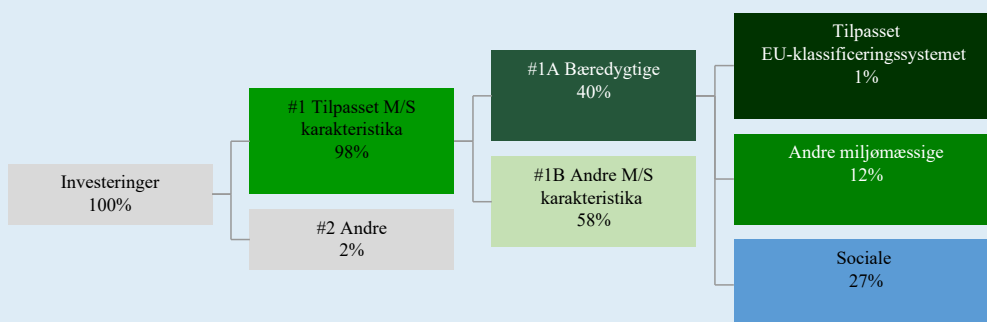 Investeringer
100%
#1 Tilpasset M/S
karakteristika
98%
#2 Andre
2%
#1A Bæredygtige
40%
#1B Andre M/S
karakteristika
58%
Tilpasset
EU-klassificeringssystemet
1%
Andre miljømæssige
12%
Sociale
27%